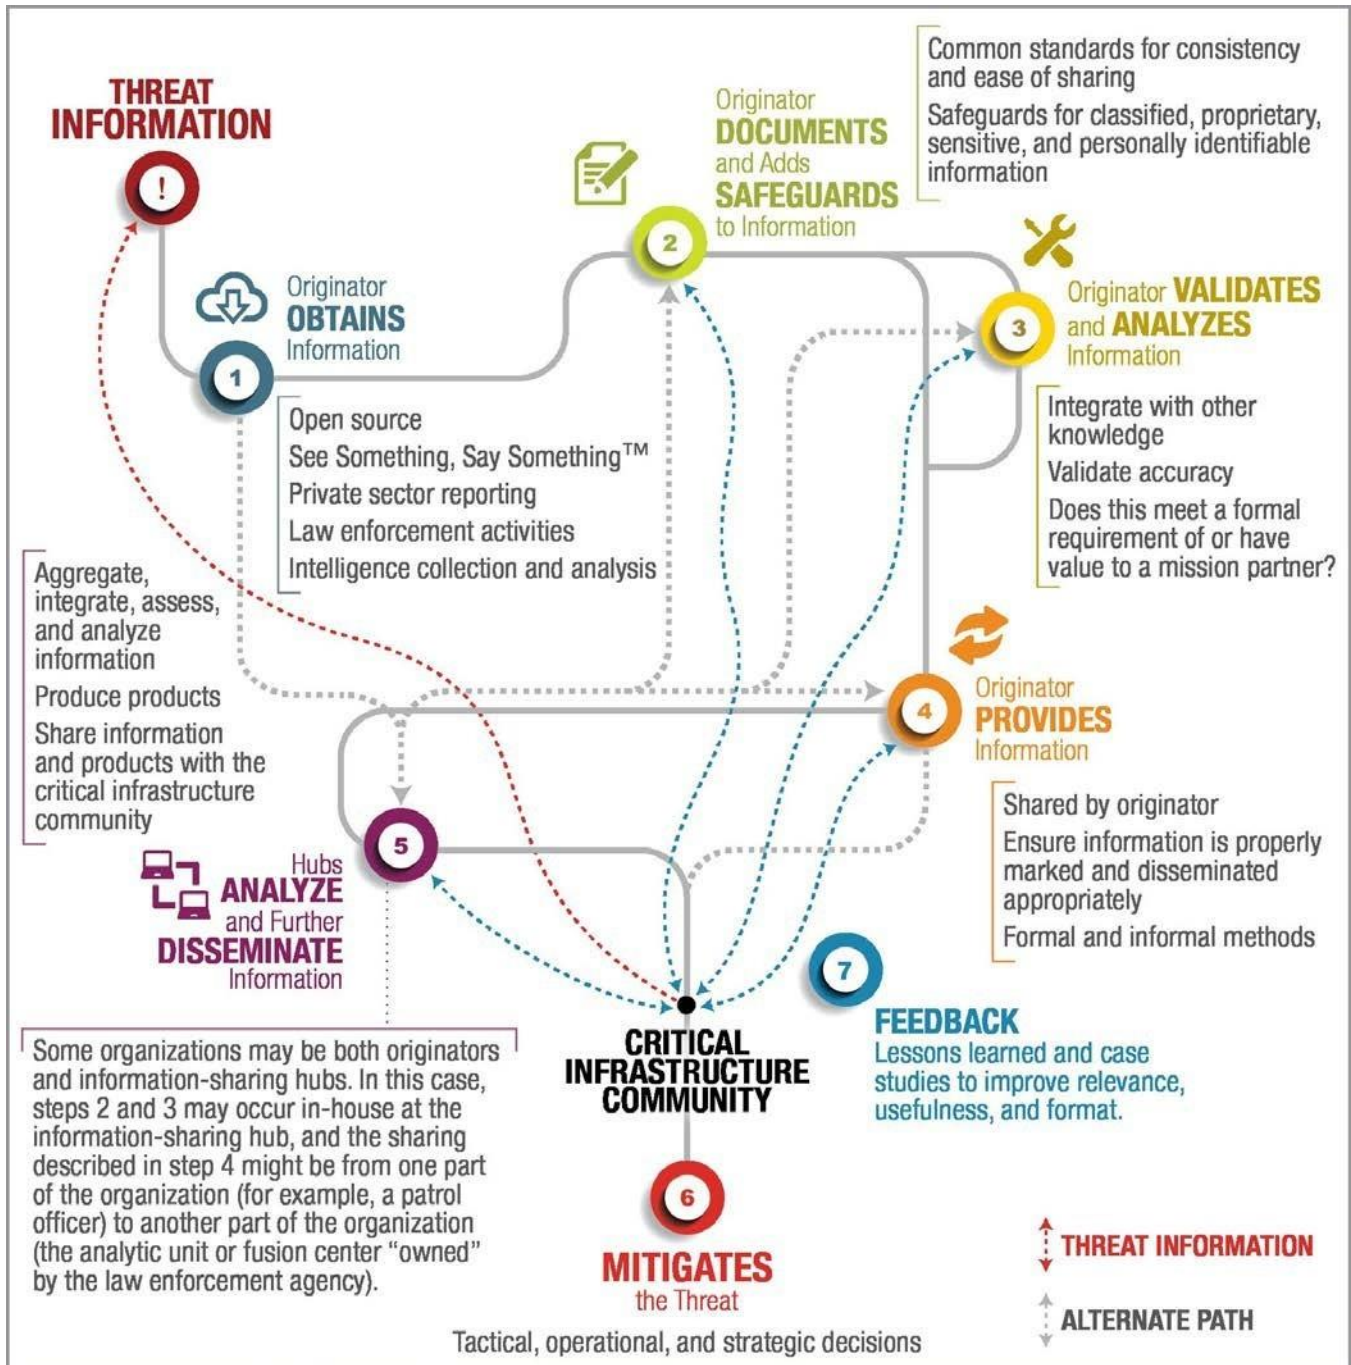 THREAT
INFORMATION
!
Originator
DOCUMENTS
and Adds
SAFEGUARDS
to Information
2
Common standards for consistency
and ease of sharing
Safeguards for classified, proprietary,
sensitive, and personally identifiable
information
Originator
OBTAINS
Information
1
Open source
See Something, Say Something™
Private sector reporting
Law enforcement activities
Intelligence collection and analysis
Originator VALIDATES
and ANALYZES
Information
3
Integrate with other
knowledge
Validate accuracy
Does this meet a formal
requirement of or have
value to a mission partner?
Aggregate,
integrate, assess,
and analyze
information
Produce products
Share information
and products with the
critical infrastructure
community
Originator
PROVIDES
Information
4
Shared by originator
Ensure information is properly
marked and disseminated
appropriately
Formal and informal methods
5
Hubs
ANALYZE
and Further
DISSEMINATE
Information
Some organizations may be both originators
and information-sharing hubs. In this case,
steps 2 and 3 may occur in-house at the
information-sharing hub, and the sharing
described in step 4 might be from one part
of the organization (for example, a patrol
officer) to another part of the organization
(the analytic unit or fusion center “owned”
by the law enforcement agency).
CRITICAL
INFRASTRUCTURE
COMMUNITY
7
FEEDBACK
Lessons learned and case
studies to improve relevance,
usefulness, and format.
6
MITIGATES
the Threat
Tactical, operational, and strategic decisions
THREAT INFORMATION
ALTERNATE PATH